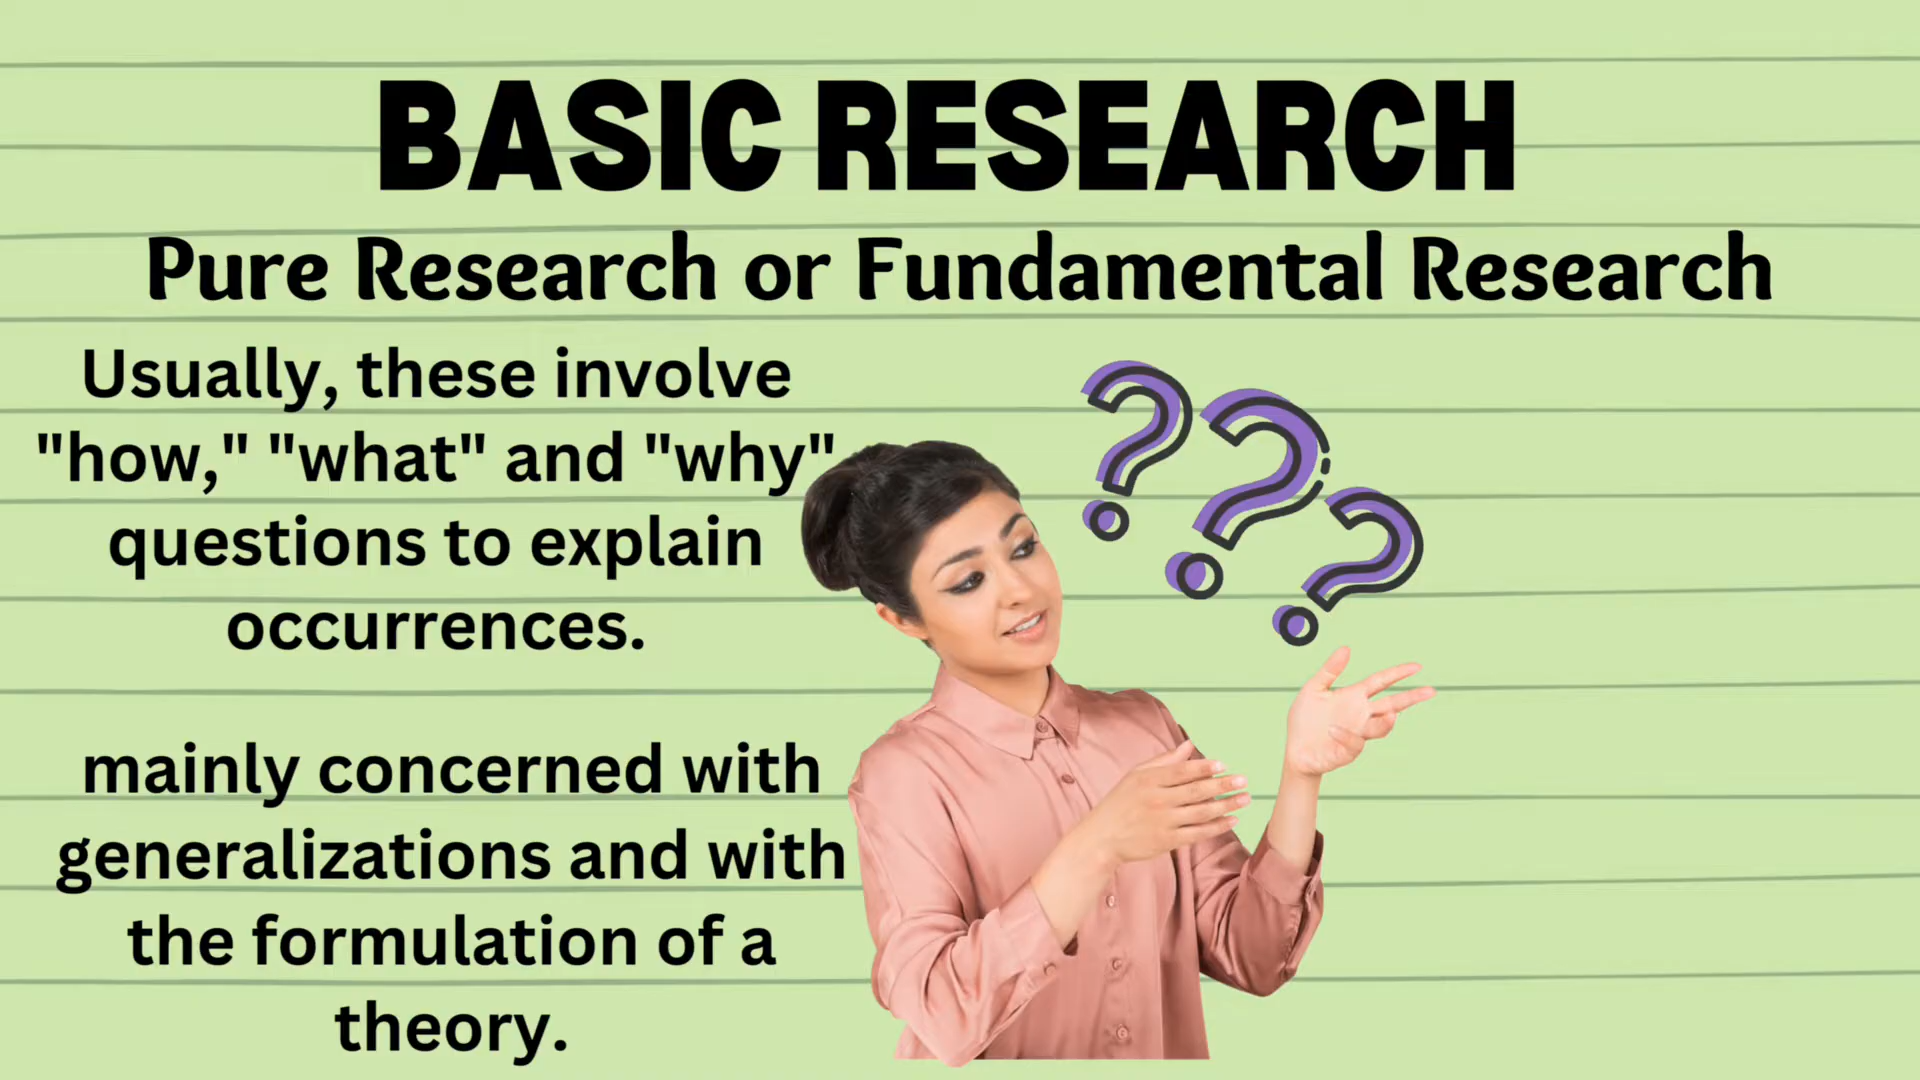 BASIC RESEARCH
Pure Research or Fundamental Research
Usually, these involve
"how," "what" and "why"
questions to explain
occurrences.
mainly concerned with
generalizations and with
the formulation of a
theory.